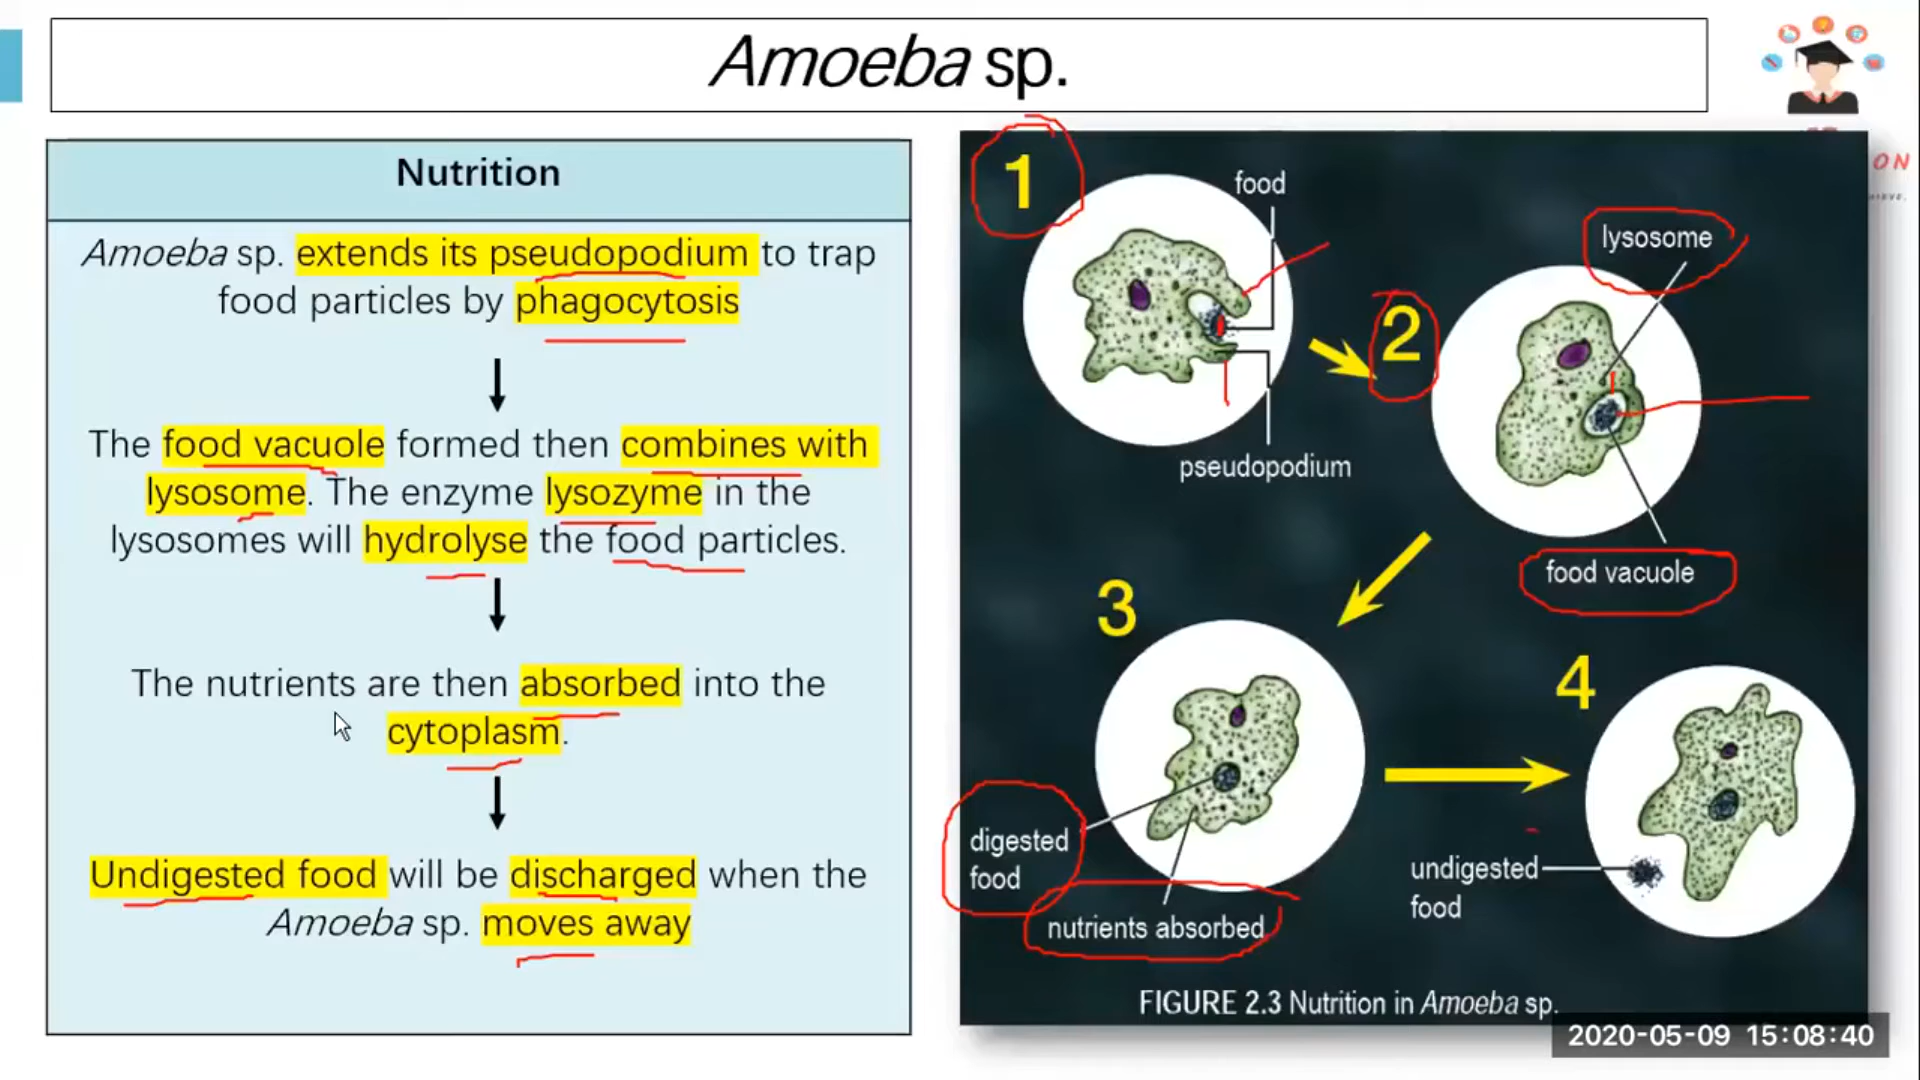 Amoeba sp.
Nutrition
Amoeba sp. extends its pseudopodium to trap
food particles by phagocytosis
The food vacuole formed then combines with
lysosome. The enzyme lysozyme in the
lysosomes will hydrolyse the food particles.
The nutrients are then absorbed into the
cytoplasm.
Undigested food will be discharged when the
Amoeba sp. moves away
1
food
pseudopodium
2
lysosome
food vacuole
3
digested
food
nutrients absorbed
4
undigested
food
FIGURE 2.3 Nutrition in Amoeba sp.
ON
2020-05-09 15:08:40